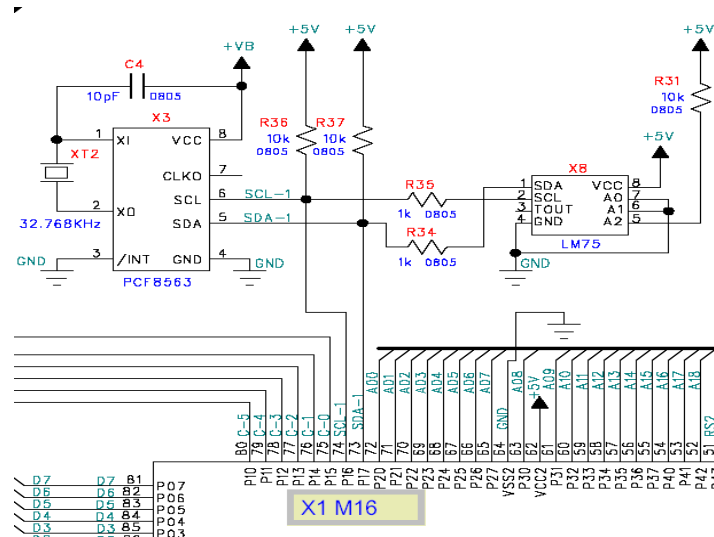 +5V +5V +5V
+VB
C4
10pF 0805
R31
10k
0805
X3
R36 R37
10k 10k
0805 0805
1 XI VCC 8
XT2
CLKO 7
+5V
X8
SCL 6 SCL-1
R35
1k 0805
1 SDA VCC 8
2 SCL A0 7
3 TOUT A1 6
4 GND A2 5
2 XO
SDA 5 SDA-1
32.768KHz
R34
1k 0805
LM75
GND 3 /INT GND 4 GND
GND
PCF8563
A00 A01 A02 A03 A04 A05 A06 A07 GND A08 +5V A09 A10 A11 A12 A13 A14 A15 A16 A17 A18 RS2
C-5 C-4 C-3 C-2 C-1 C-0 SCL-1 SDA-1
80 79 78 77 76 75 74 73 72 71 70 69 68 67 66 65 64 63 62 61 60 59 58 57 56 55 54 53 52 51
P10 P11 P12 P13 P14 P15 P16 P17 P20 P21 P22 P23 P24 P25 P26 P27 VSS2 P30 VCC2 P31 P32 P33 P34 P35 P36 P37 P40 P41 P42
D7 D7 81 P07
D6 D6 82 P06
D5 D5 83 P05
D4 D4 84 P04
D3 D3 85 P03
X1 M16